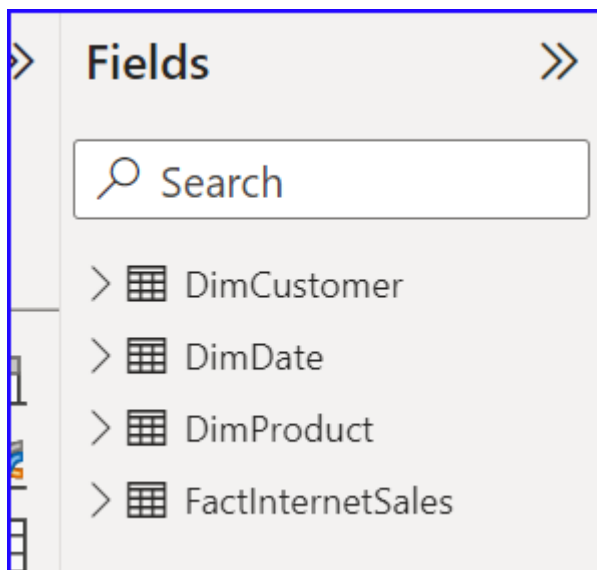 Fields
Search
DimCustomer
DimDate
DimProduct
FactInternetSales